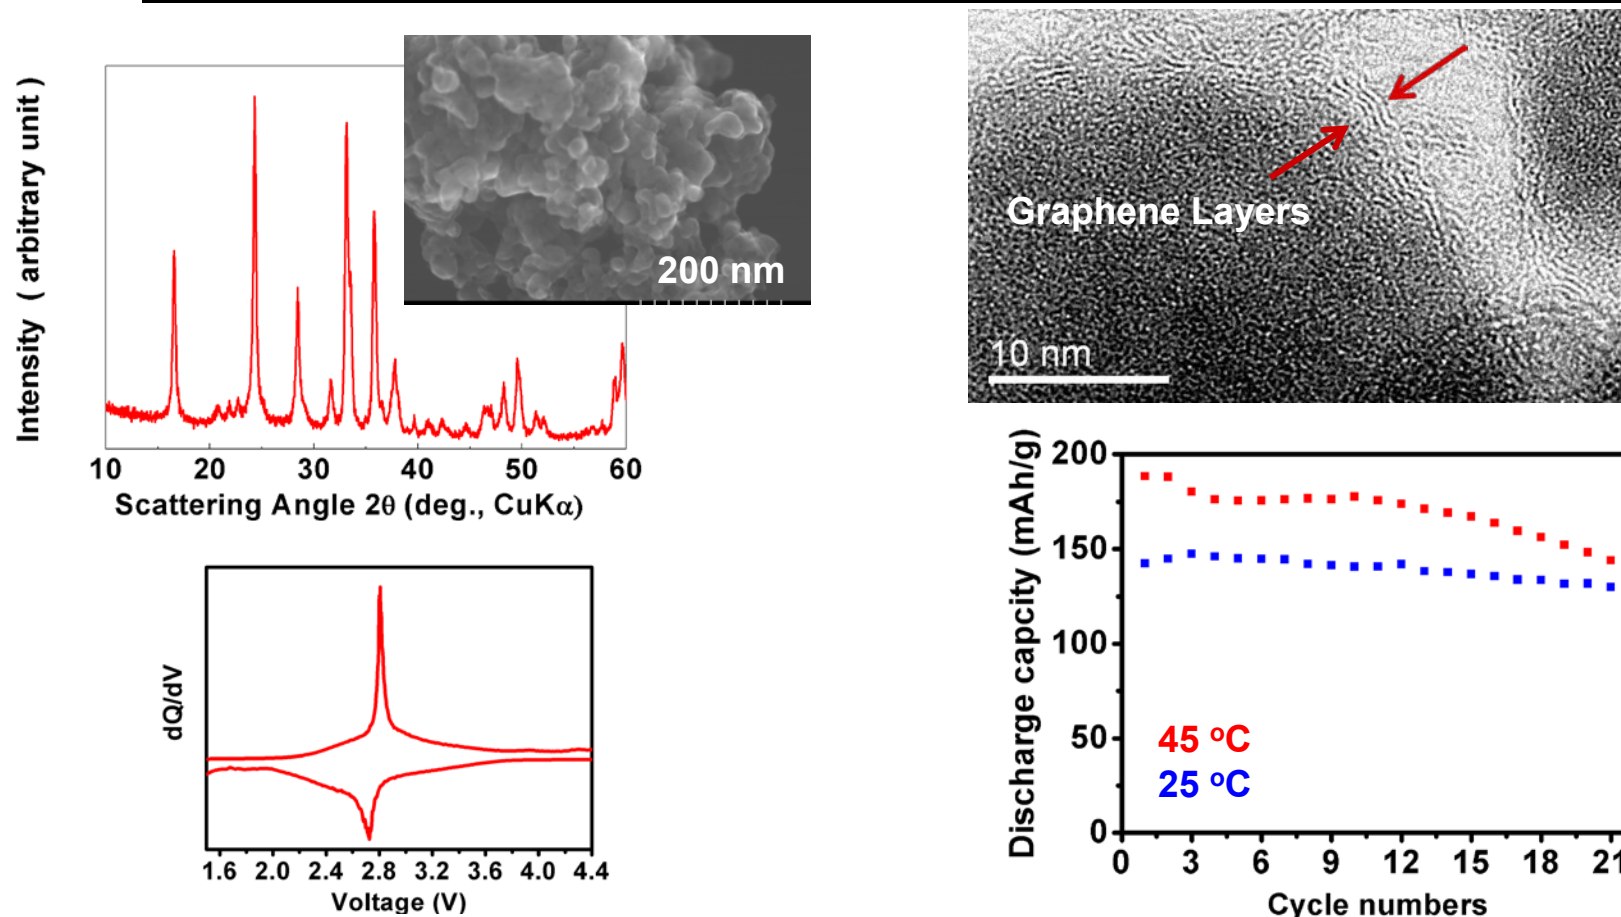 Intensity ( arbitrary unit )
200 nm
10 20 30 40 50 60
Scattering Angle 2θ (deg., CuKα)
Graphene Layers
10 nm
dQ/dV
1.6 2.0 2.4 2.8 3.2 3.6 4.0 4.4
Voltage (V)
Discharge capcity (mAh/g)
200
150
100
50
0
45 °C
25 °C
0 3 6 9 12 15 18 21
Cycle numbers